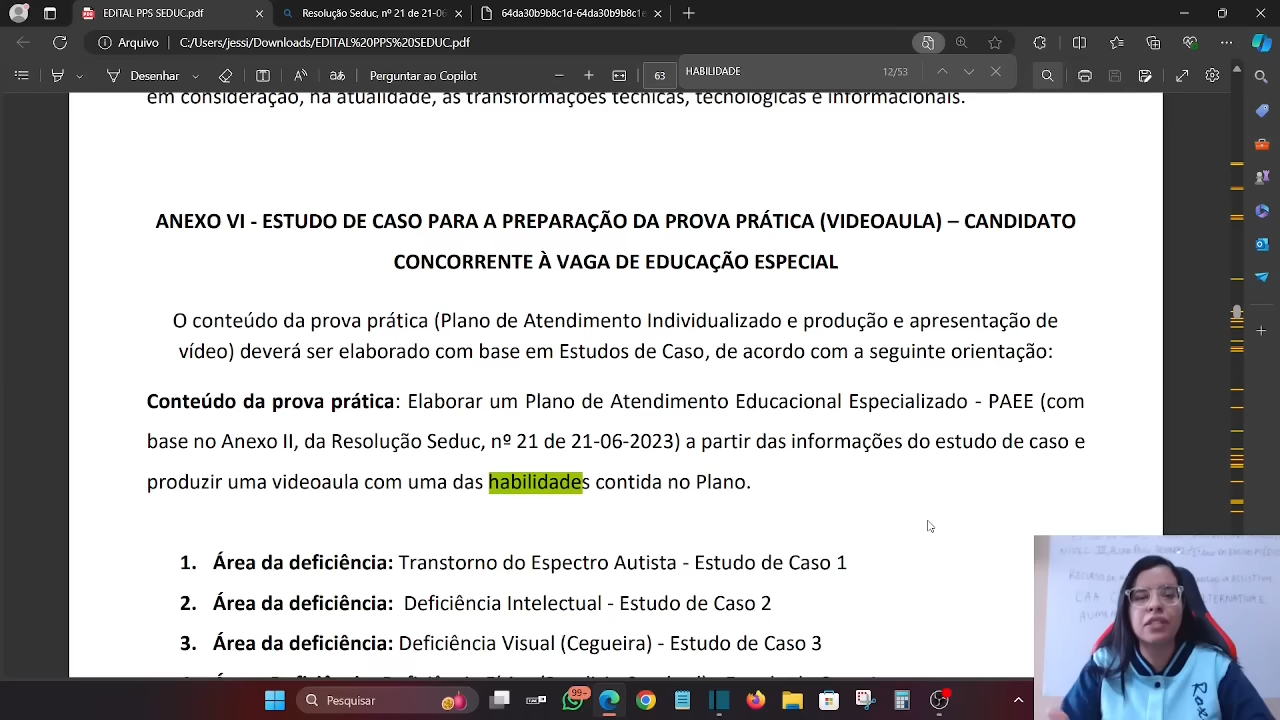 EDITAL PPS SEDUC.pdf
Resolução Seduc, nº 21 de 21-06
64da30b9b8c1d-64da30b9b8c1e
Arquivo
C:/Users/jessi/Downloads/EDITAL%20PPS%20SEDUC.pdf
Desenhar
Perguntar ao Copilot
63
HABILIDADE
12/53
em consideração, na atualidade, as transformações técnicas, tecnológicas e informacionais.
ANEXO VI - ESTUDO DE CASO PARA A PREPARAÇÃO DA PROVA PRÁTICA (VIDEOAULA) – CANDIDATO
CONCORRENTE À VAGA DE EDUCAÇÃO ESPECIAL
O conteúdo da prova prática (Plano de Atendimento Individualizado e produção e apresentação de
vídeo) deverá ser elaborado com base em Estudos de Caso, de acordo com a seguinte orientação:
Conteúdo da prova prática: Elaborar um Plano de Atendimento Educacional Especializado - PAEE (com
base no Anexo II, da Resolução Seduc, nº 21 de 21-06-2023) a partir das informações do estudo de caso e
produzir uma videoaula com uma das habilidades contida no Plano.
1. Área da deficiência: Transtorno do Espectro Autista - Estudo de Caso 1
2. Área da deficiência: Deficiência Intelectual - Estudo de Caso 2
3. Área da deficiência: Deficiência Visual (Cegueira) - Estudo de Caso 3
Pesquisar
99+